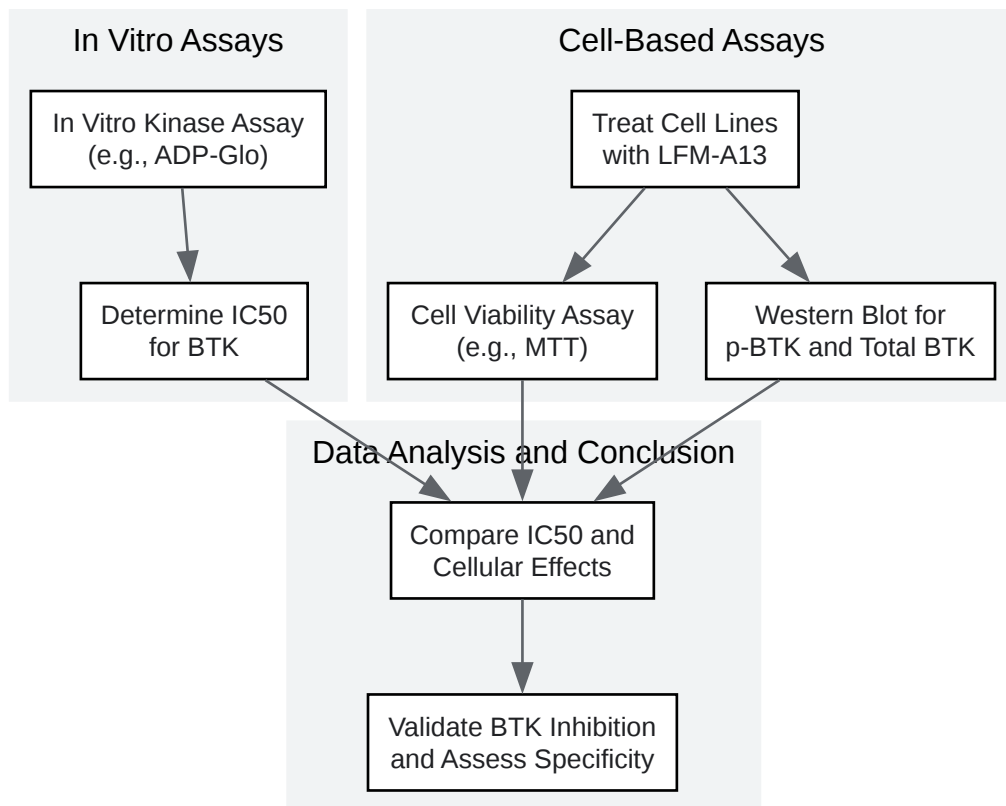 In Vitro Assays
In Vitro Kinase Assay
(e.g., ADP-Glo)
Determine IC50
for BTK
Cell-Based Assays
Treat Cell Lines
with LFM-A13
Cell Viability Assay
(e.g., MTT)
Western Blot for
p-BTK and Total BTK
Data Analysis and Conclusion
Compare IC50 and
Cellular Effects
Validate BTK Inhibition
and Assess Specificity